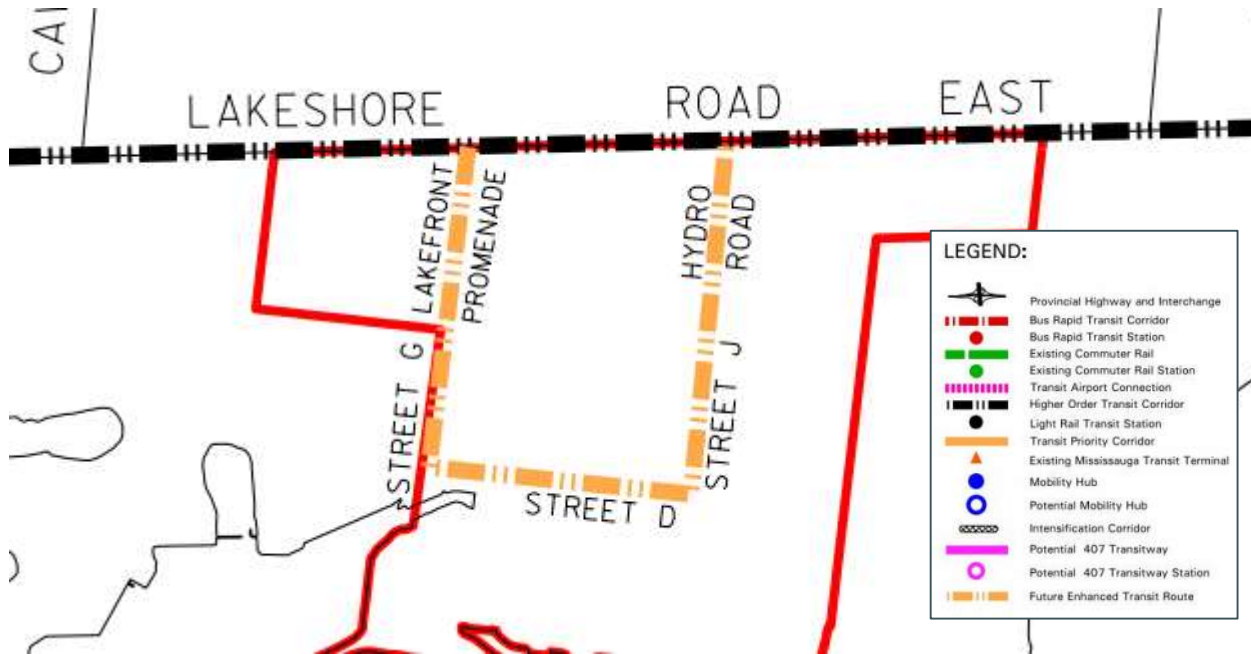 CA
LAKESHORE ROAD EAST
LAKEFRONT
PROMENADE
HYDRO
ROAD
STREET G
STREET J
STREET D
LEGEND:
Provincial Highway and Interchange
Bus Rapid Transit Corridor
Bus Rapid Transit Station
Existing Commuter Rail
Existing Commuter Rail Station
Transit Airport Connection
Higher Order Transit Corridor
Light Rail Transit Station
Transit Priority Corridor
Existing Mississauga Transit Terminal
Mobility Hub
Potential Mobility Hub
Intensification Corridor
Potential 407 Transitway
Potential 407 Transitway Station
Future Enhanced Transit Route